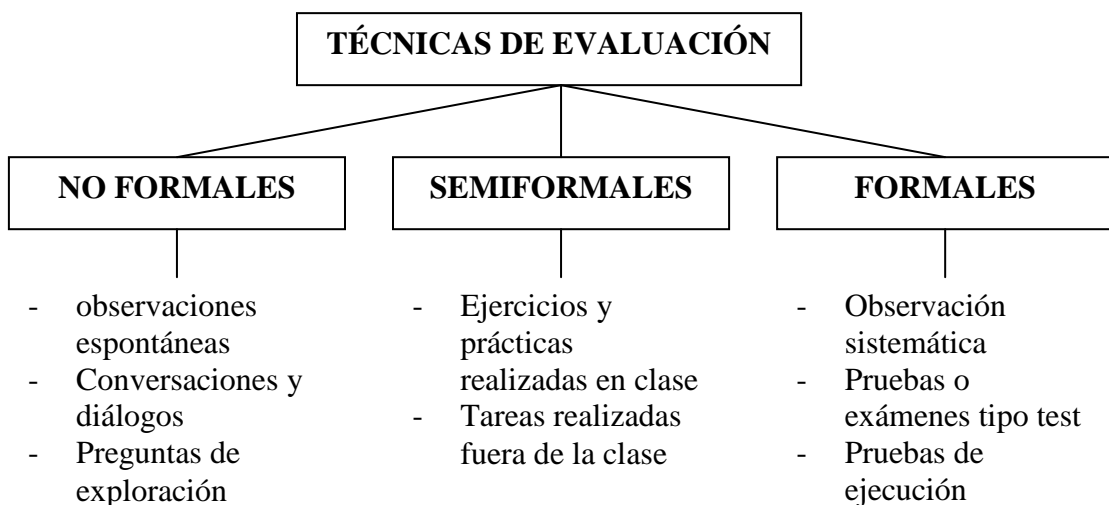 TÉCNICAS DE EVALUACIÓN
NO FORMALES
SEMIFORMALES
FORMALES
- observaciones
espontáneas
- Conversaciones y
diálogos
- Preguntas de
exploración
- Ejercicios y
prácticas
realizadas en clase
- Tareas realizadas
fuera de la clase
- Observación
sistemática
- Pruebas o
exámenes tipo test
- Pruebas de
ejecución